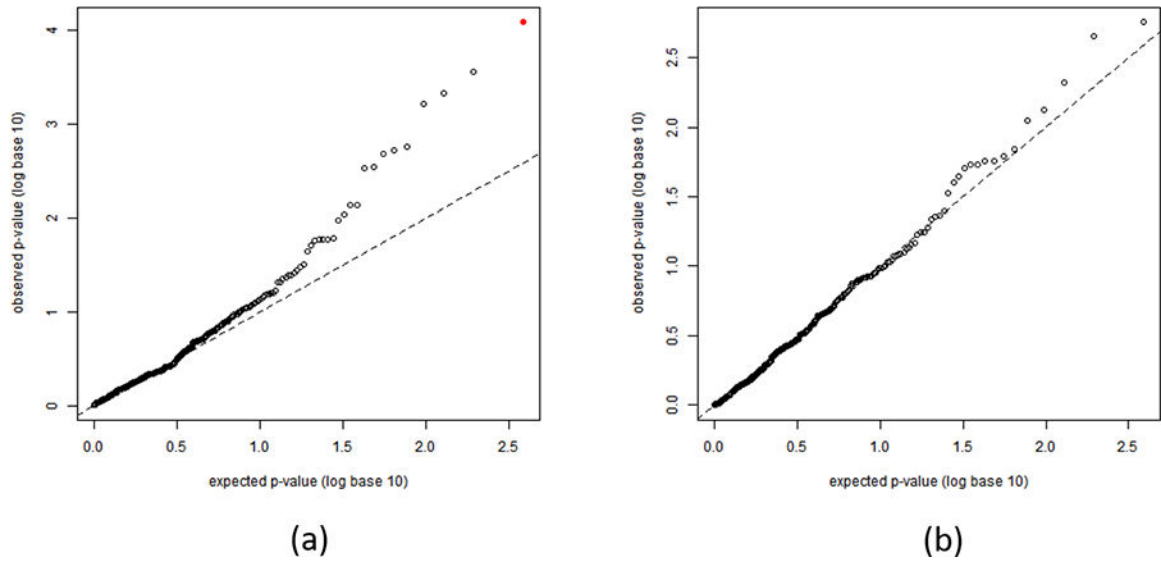 4
3
2
1
0
observed p-value (log base 10)
0.0 0.5 1.0 1.5 2.0 2.5
expected p-value (log base 10)
(a)
2.5
2.0
1.5
1.0
0.5
0.0
observed p-value (log base 10)
0.0 0.5 1.0 1.5 2.0 2.5
expected p-value (log base 10)
(b)